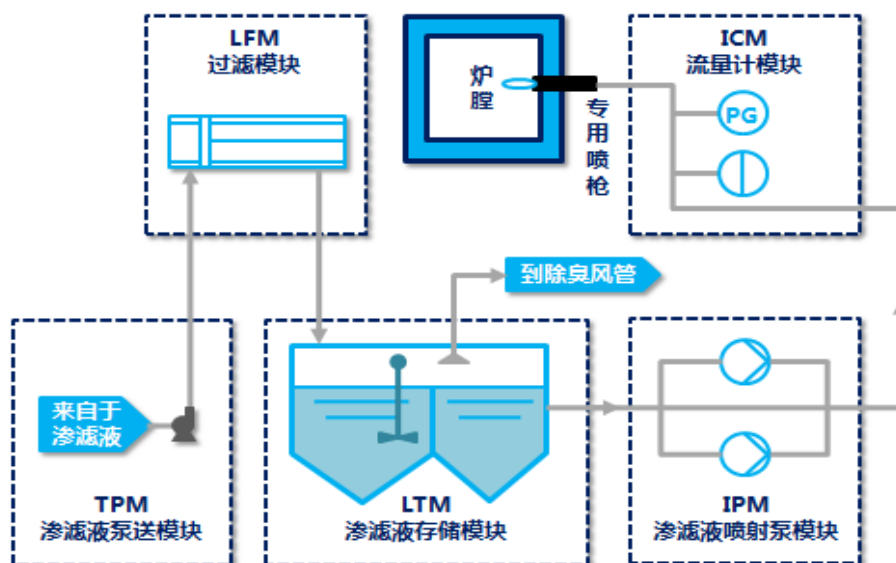 LFM
过滤模块
炉
膛
专
用
喷
枪
ICM
流量计模块
PG
到除臭风管
来自于
渗滤液
TPM
渗滤液泵送模块
LTM
渗滤液存储模块
IPM
渗滤液喷射泵模块